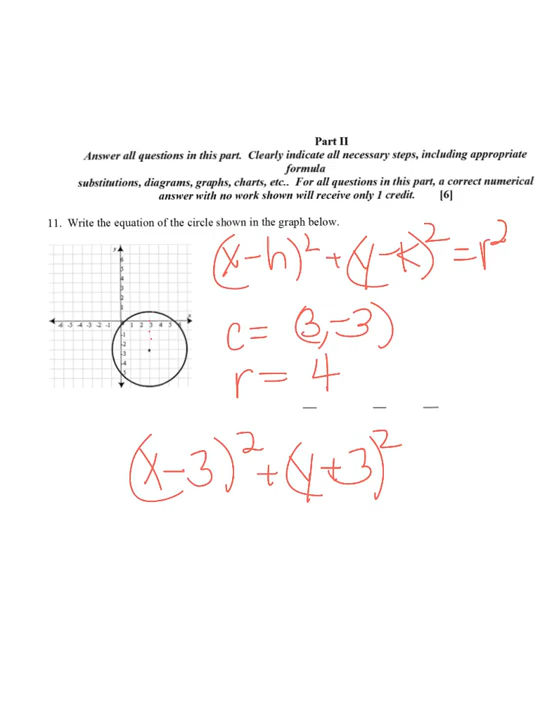 Part II
Answer all questions in this part. Clearly indicate all necessary steps, including appropriate
formula
substitutions, diagrams, graphs, charts, etc.. For all questions in this part, a correct numerical
answer with no work shown will receive only 1 credit. [6]
11. Write the equation of the circle shown in the graph below.
(x-h)² + (y-k)² = r²
c = (3,-3)
r = 4
(x-3)² + (y+3)²